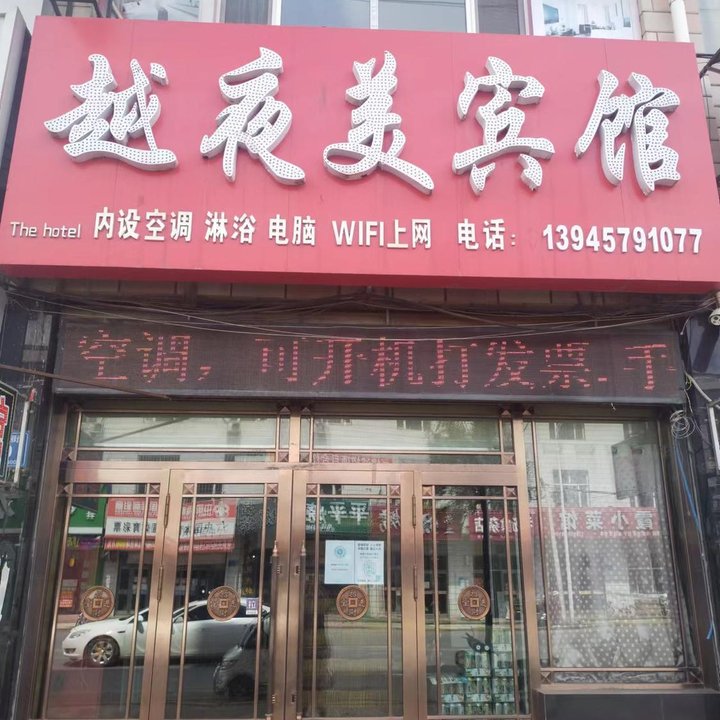 越夜美宾馆
The hotel 内设空调 淋浴 电脑 WIFI上网 电话: 13945791077
空调，可开机打发票.手